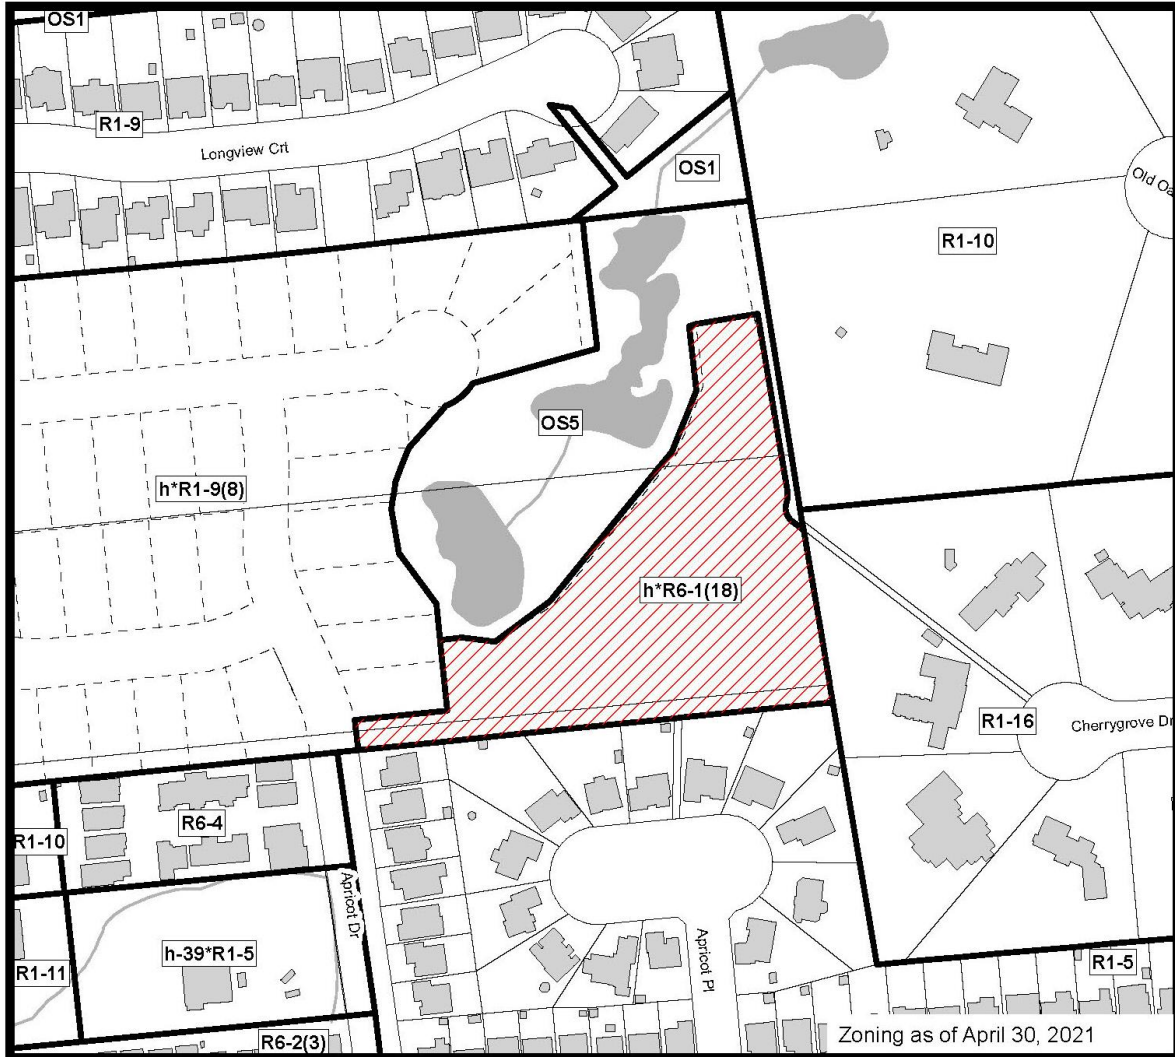 OS1
R1-9
Longview Crt
OS1
R1-10
OS5
h*R1-9(8)
h*R6-1(18)
R1-16
Cherrygrove Dr
R6-4
R1-10
Apricot Dr
h-39*R1-5
R1-11
Apricot Pl
R1-5
R6-2(3)
Zoning as of April 30, 2021